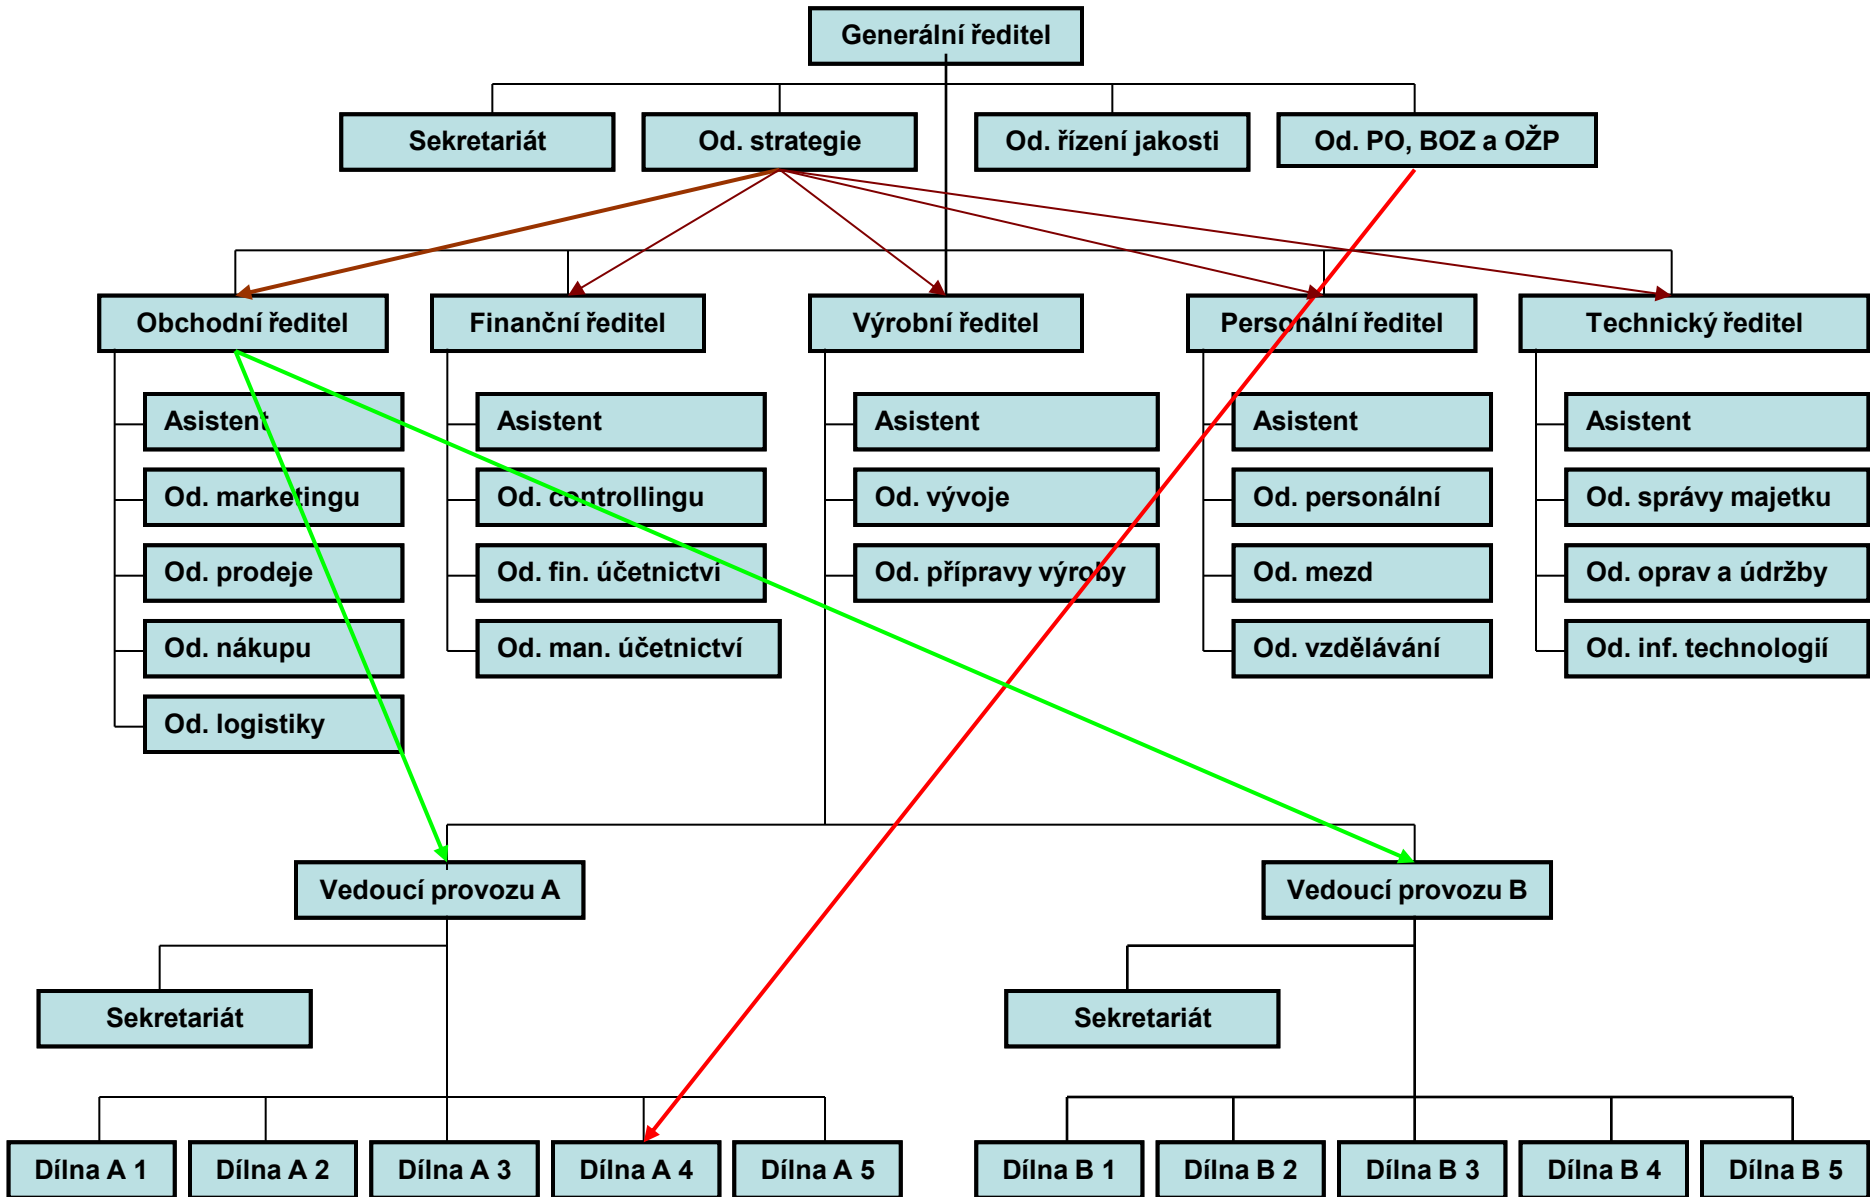 Generální ředitel
Sekretariát
Od. strategie
Od. řízení jakosti
Od. PO, BOZ a OŽP
Obchodní ředitel
Finanční ředitel
Výrobní ředitel
Personální ředitel
Technický ředitel
Asistent
Asistent
Asistent
Asistent
Asistent
Od. marketingu
Od. controllingu
Od. vývoje
Od. personální
Od. správy majetku
Od. prodeje
Od. fin. účetnictví
Od. přípravy výroby
Od. mezd
Od. oprav a údržby
Od. nákupu
Od. man. účetnictví
Od. vzdělávání
Od. inf. technologií
Od. logistiky
Vedoucí provozu A
Vedoucí provozu B
Sekretariát
Sekretariát
Dílna A 1
Dílna A 2
Dílna A 3
Dílna A 4
Dílna A 5
Dílna B 1
Dílna B 2
Dílna B 3
Dílna B 4
Dílna B 5